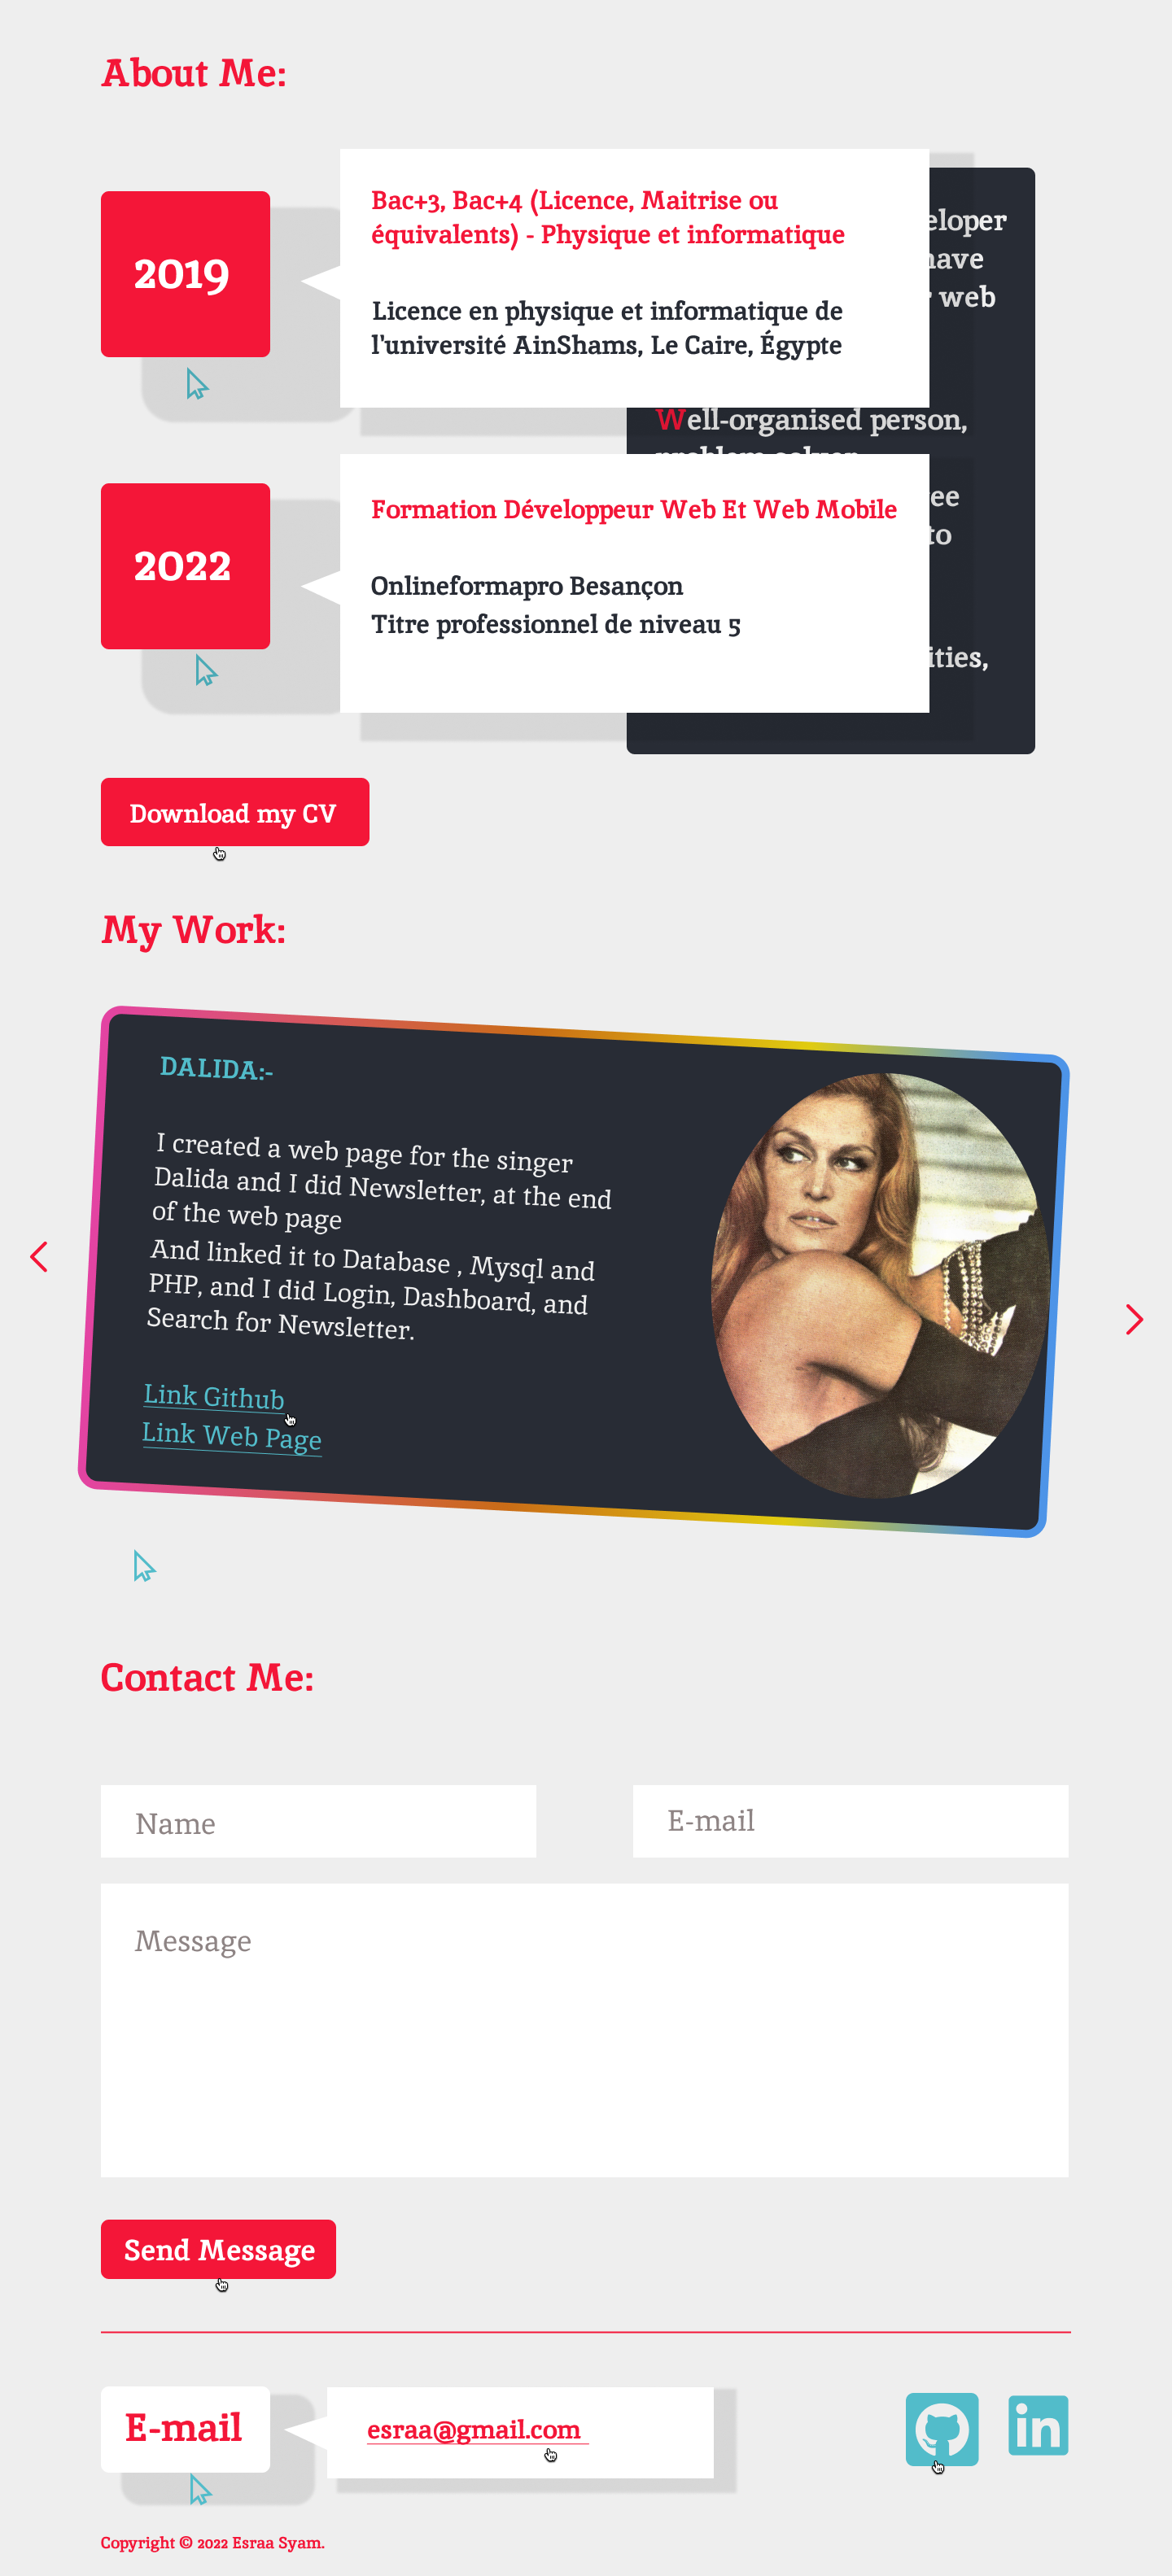 About Me:
2019
Bac+3, Bac+4 (Licence, Maitrise ou
équivalents) - Physique et informatique
Licence en physique et informatique de
l'université AinShams, Le Caire, Égypte
web
Well-organised person,
2022
Formation Développeur Web Et Web Mobile
to
Onlineformapro Besançon
Titre professionnel de niveau 5
Download my CV
My Work:
DALIDA:-
I created a web page for the singer
Dalida and I did Newsletter, at the end
of the web page
And linked it to Database , Mysql and
PHP, and I did Login, Dashboard, and
Search for Newsletter.
Link Github
Link Web Page
Contact Me:
Name
E-mail
Message
Send Message
E-mail
esraa@gmail.com
in
Copyright © 2022 Esraa Syam.